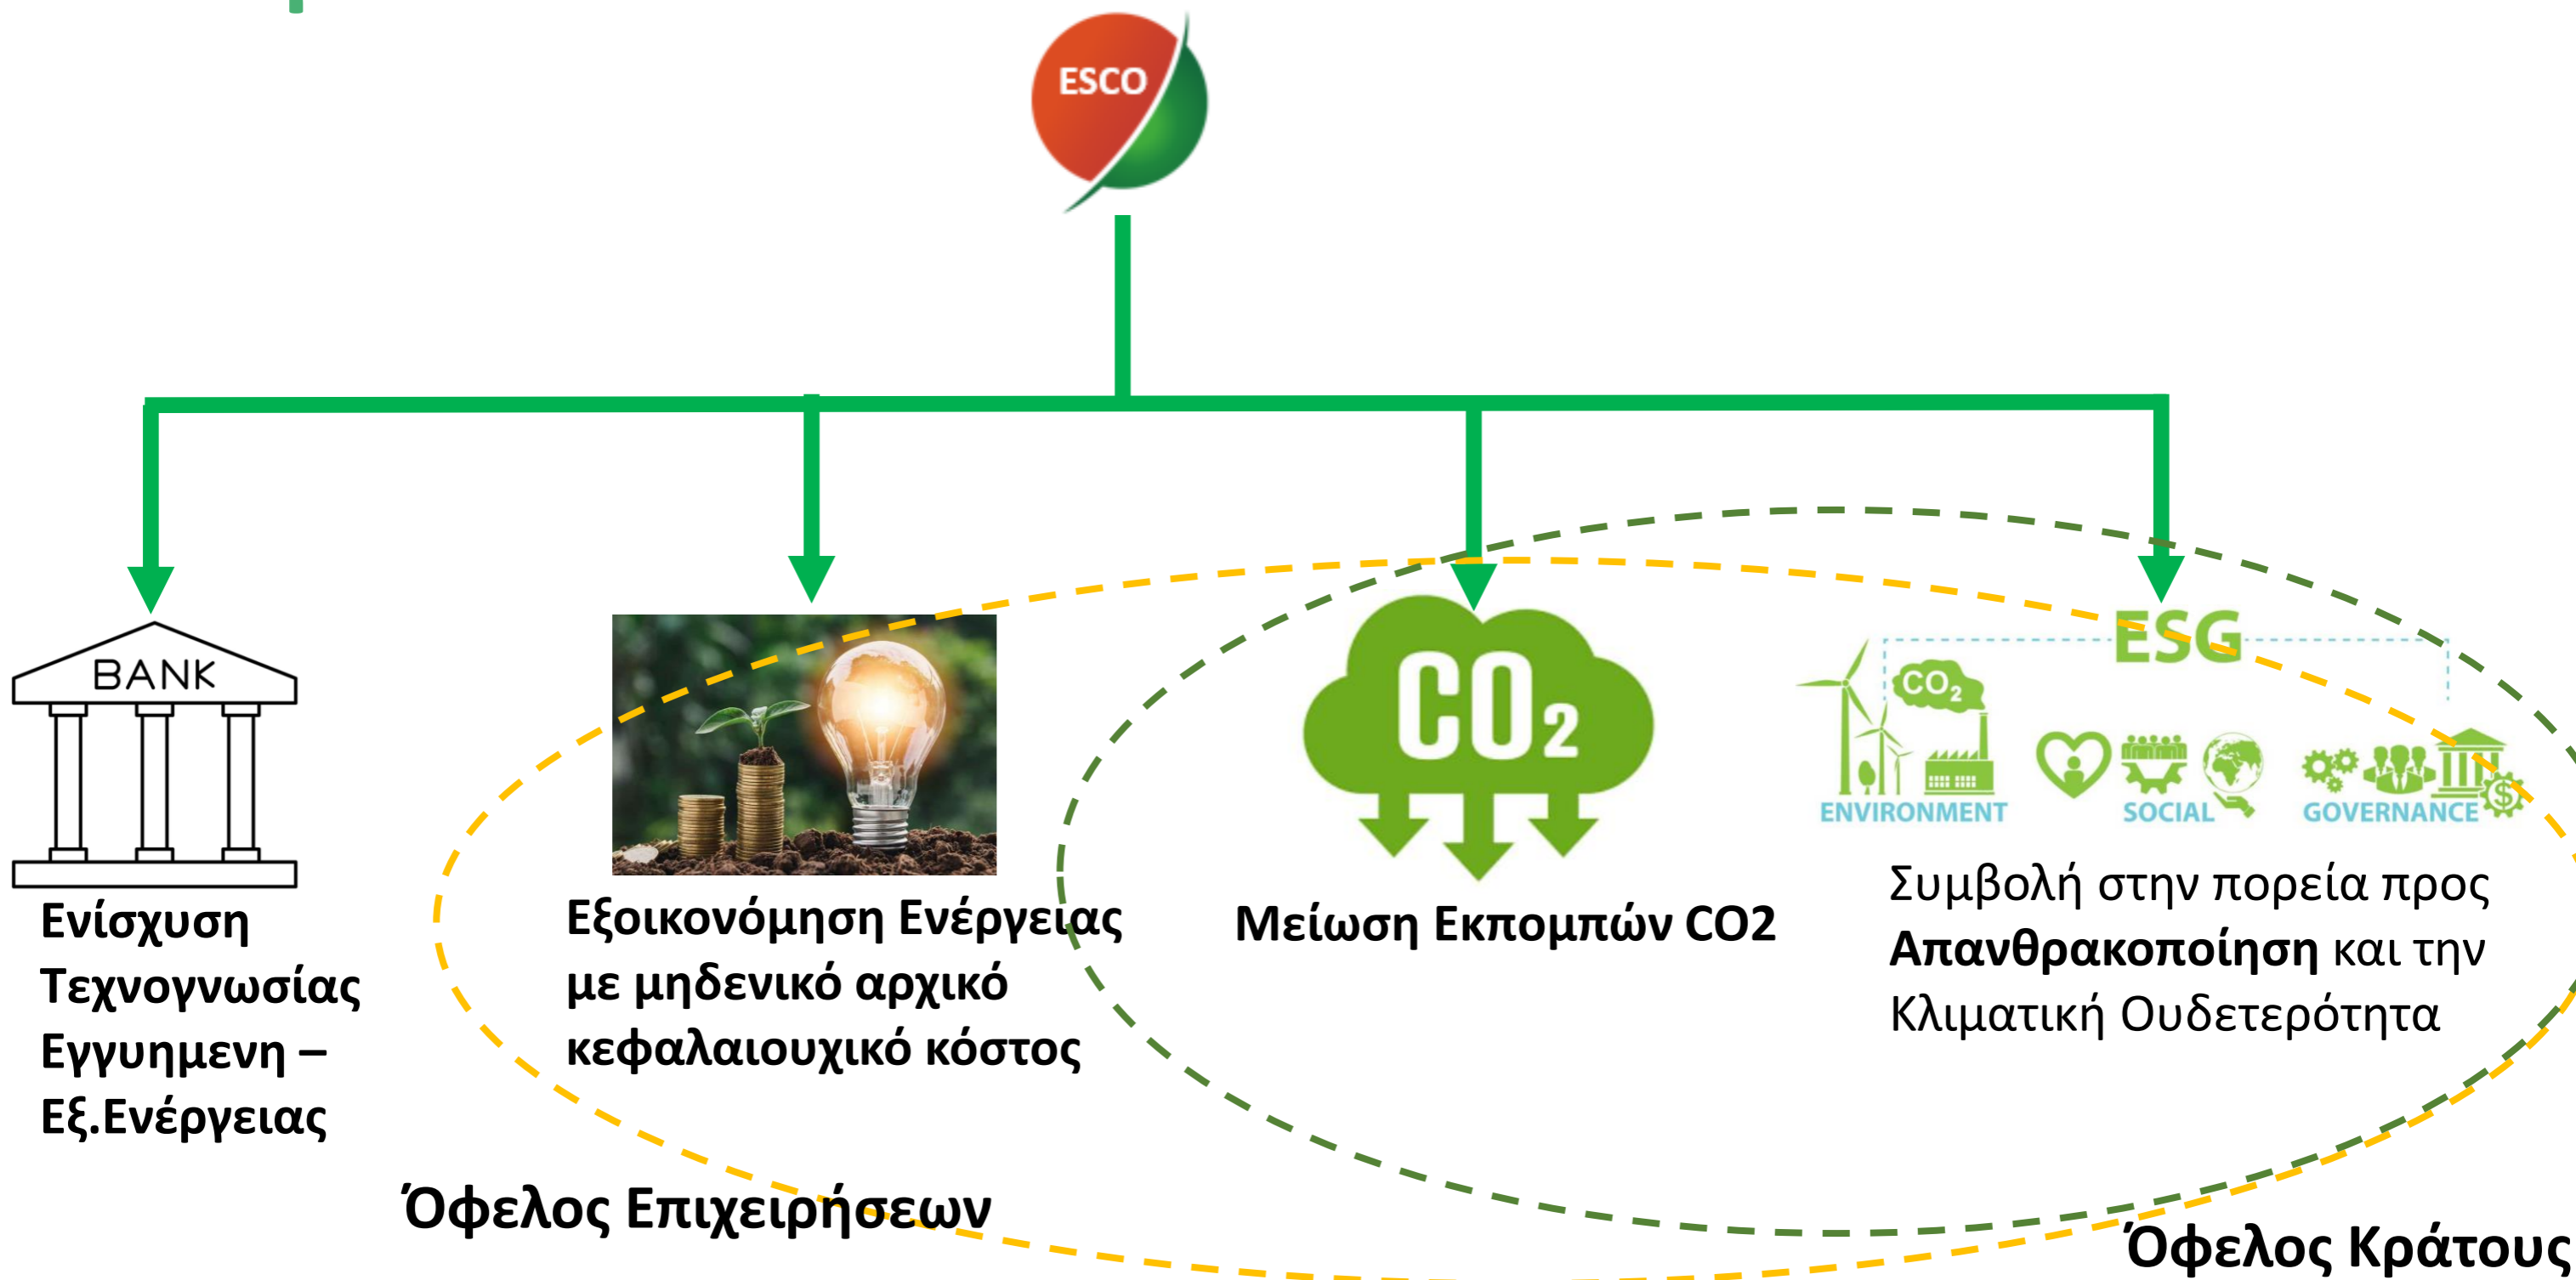 ESCO
BANK
Ενίσχυση
Τεχνογνωσίας
Εγγυημενη –
Εξ.Ενέργειας
Εξοικονόμηση Ενέργειας
με μηδενικό αρχικό
κεφαλαιουχικό κόστος
CO2
Μείωση Εκπομπών CO2
ESG
CO2
ENVIRONMENT
SOCIAL
GOVERNANCE
$
Συμβολή στην πορεία προς
Απανθρακοποίηση και την
Κλιματική Ουδετερότητα
Όφελος Επιχειρήσεων
Όφελος Κράτους